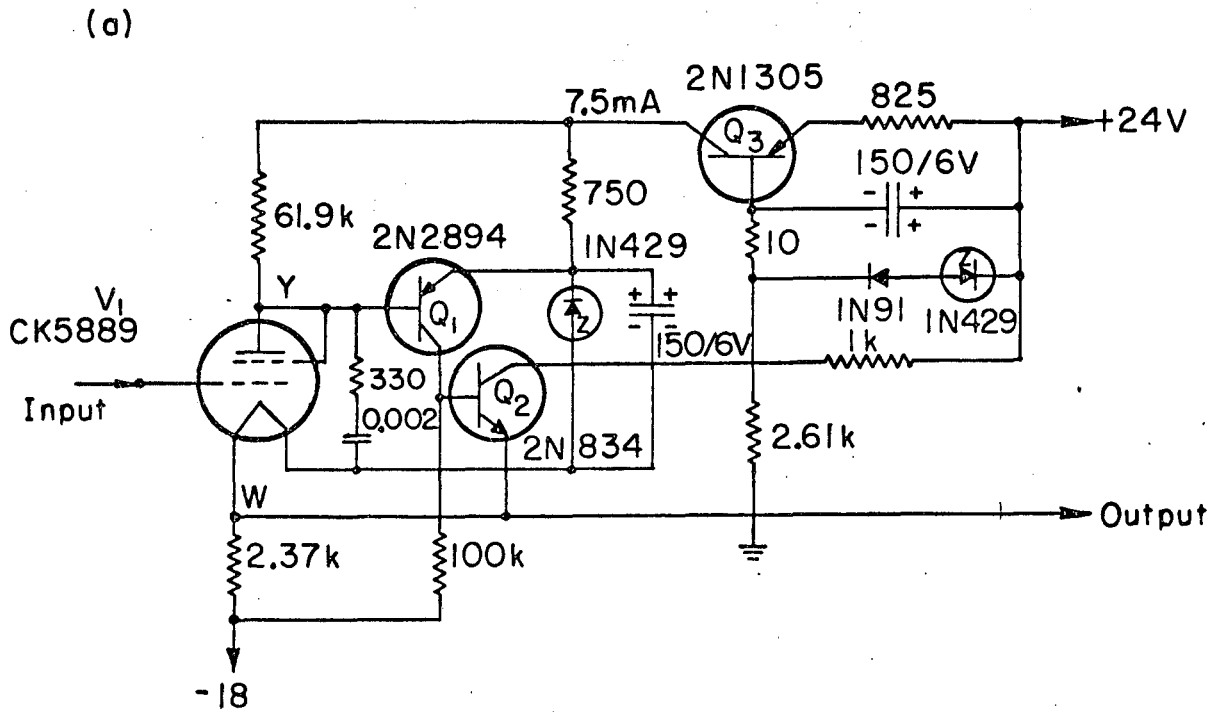 (a)
2N1305
7.5mA
825
Q3
+24V
150/6V
- +
- +
61.9k
750
2N2894
1N429
10
Y
V1
CK5889
Q1
Z
+ +
- -
Z
1N91
1N429
150/6V
1k
Input
330
Q2
0.002
2N834
2.61k
W
Output
2.37k
100k
-18